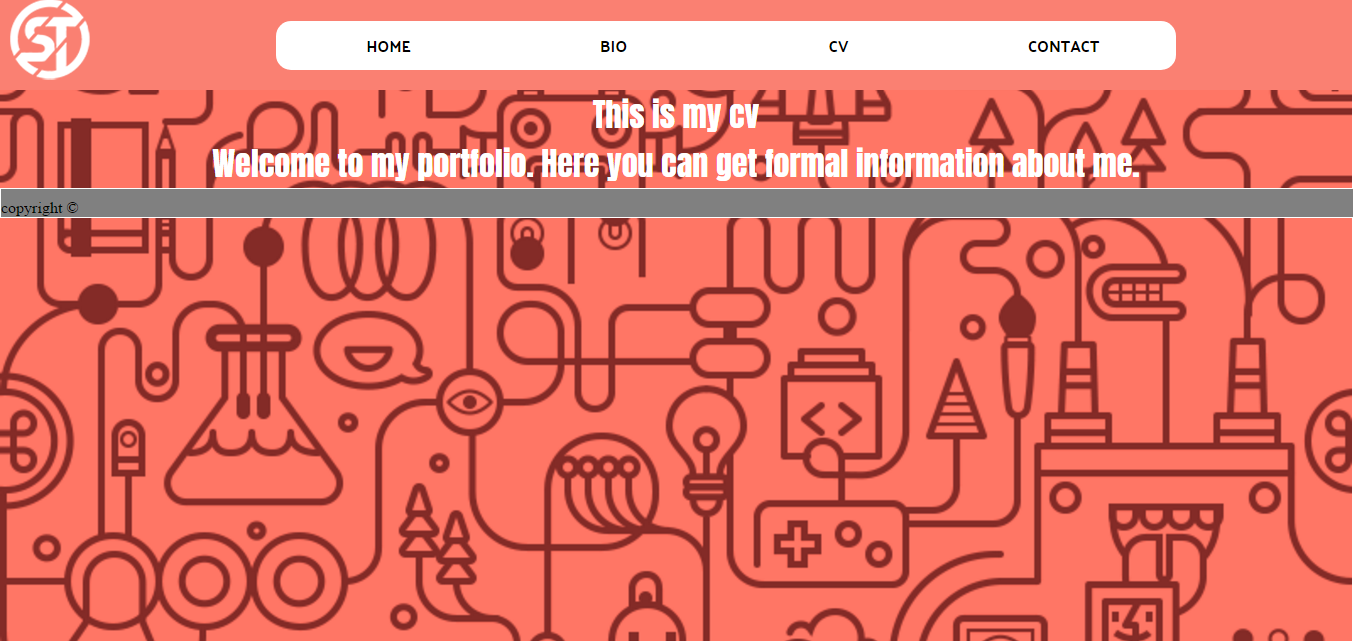 ST
HOME BIO CV CONTACT
This is my cv
Welcome to my portfolio. Here you can get formal information about me.
copyright ©